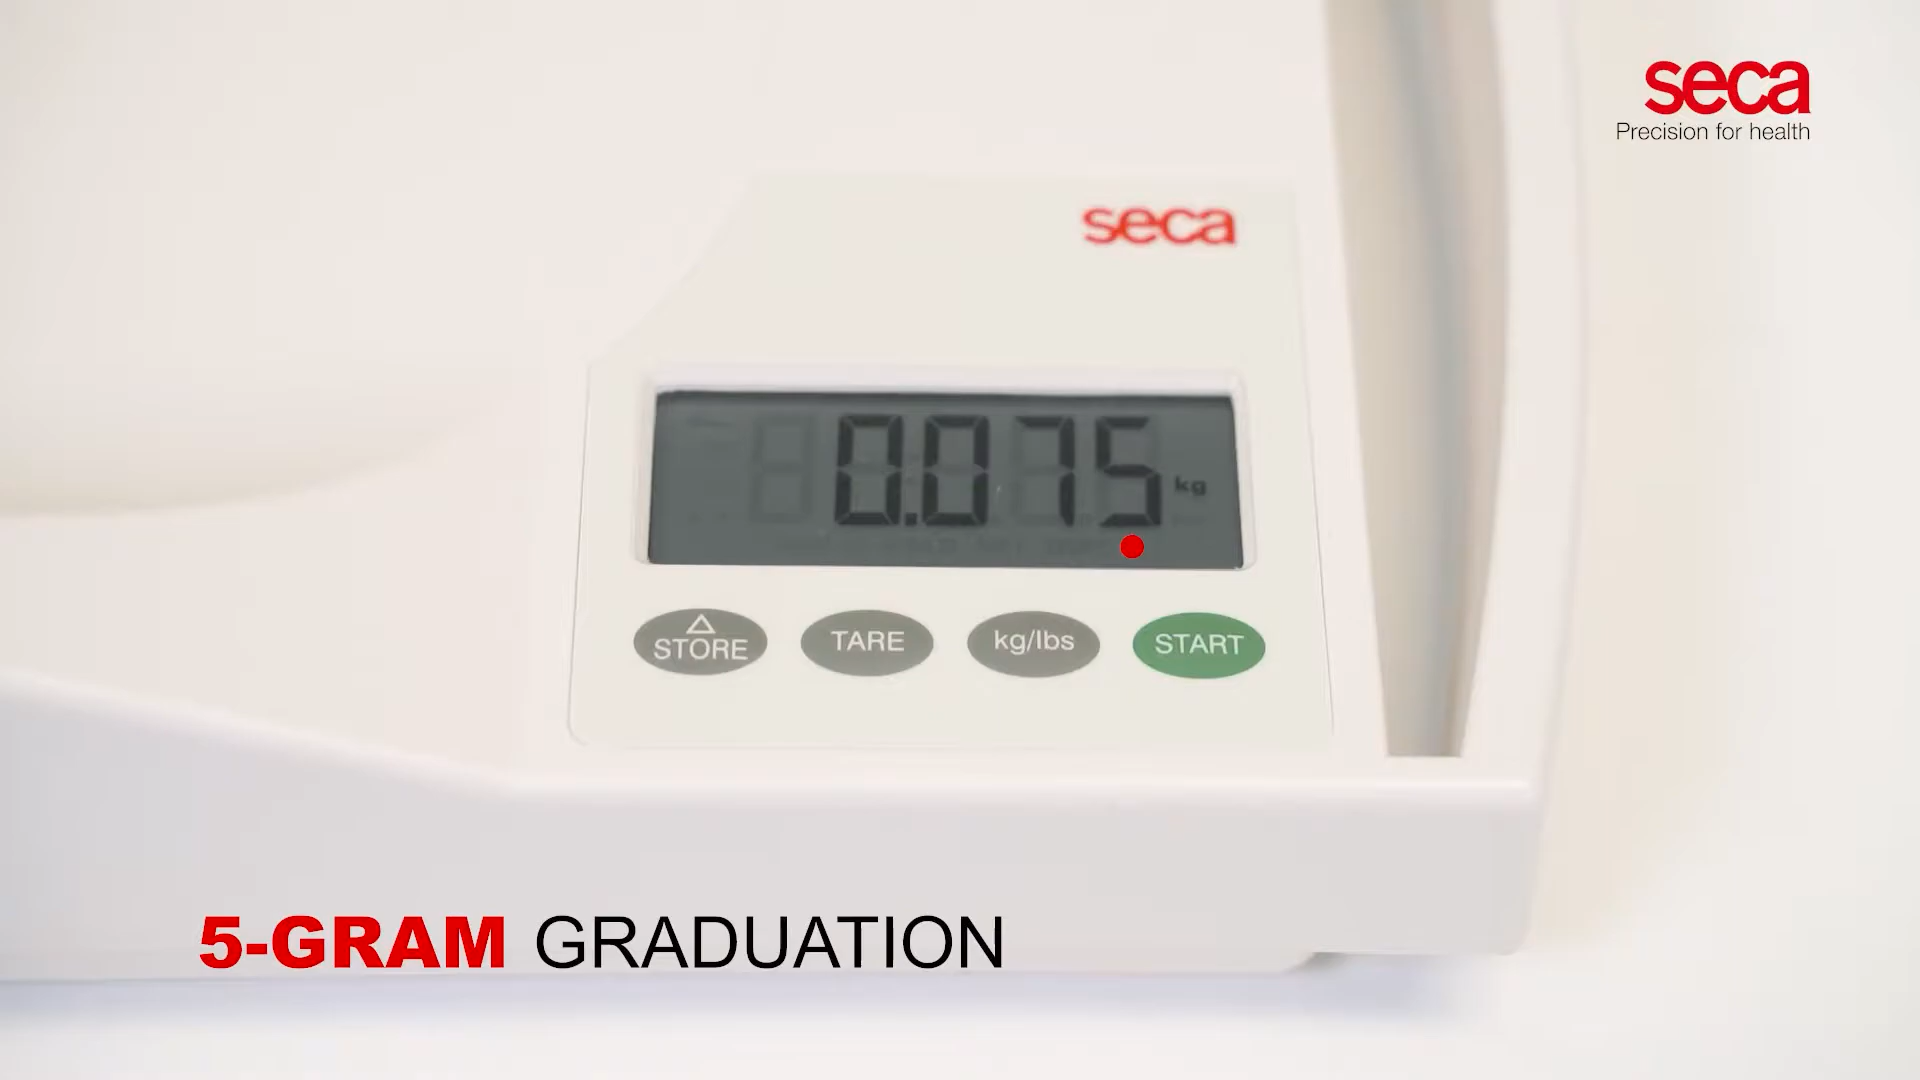 seca
Precision for health
seca
0.075 kg
STORE
TARE
kg/lbs
START
5-GRAM GRADUATION